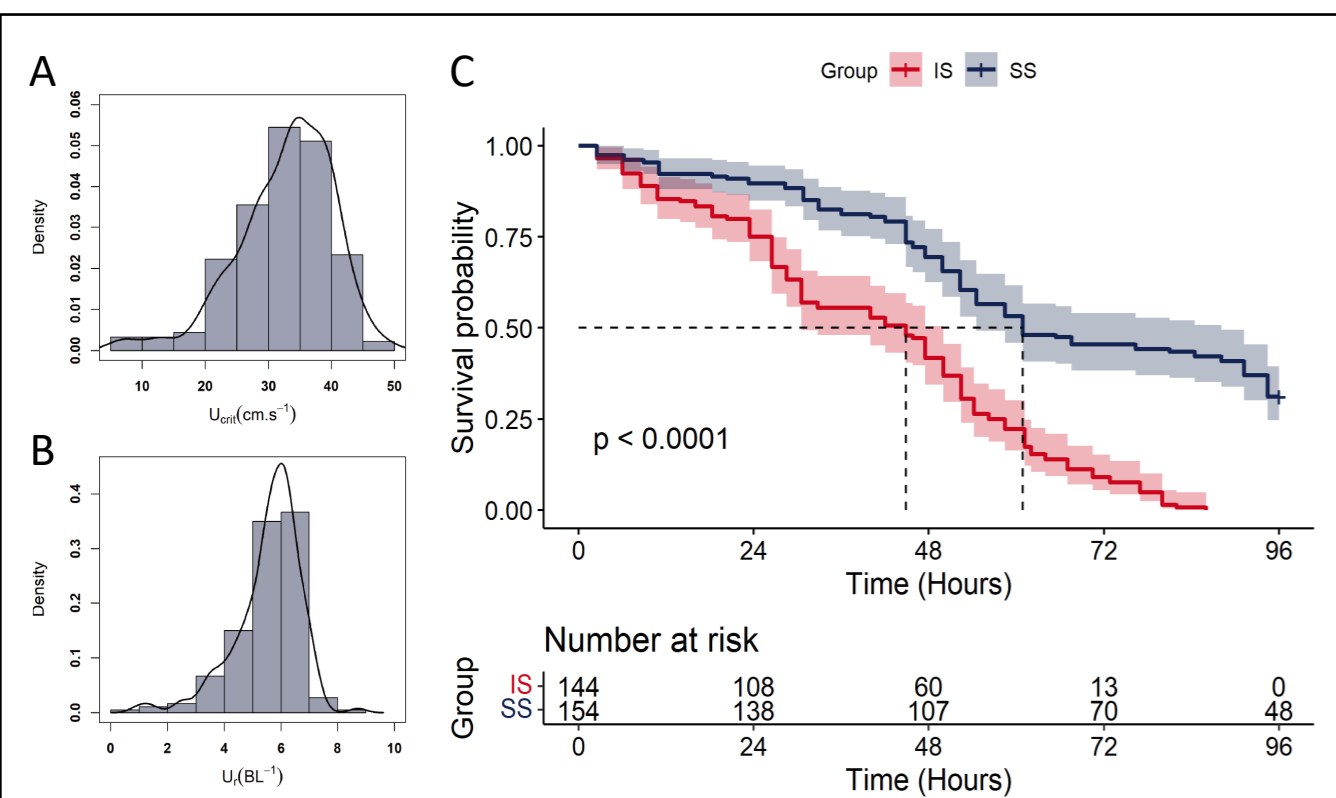 A
0.00 0.01 0.02 0.03 0.04 0.05 0.06
Density
10 20 30 40 50
U_crit(cm.s⁻¹)
B
0.0 0.1 0.2 0.3 0.4
Density
0 2 4 6 8 10
U_r(BL⁻¹)
C
Group IS SS
1.00
0.75
0.50
0.25
0.00
Survival probability
p < 0.0001
0 24 48 72 96
Time (Hours)
Number at risk
Group
IS 144 108 60 13 0
SS 154 138 107 70 48
0 24 48 72 96
Time (Hours)